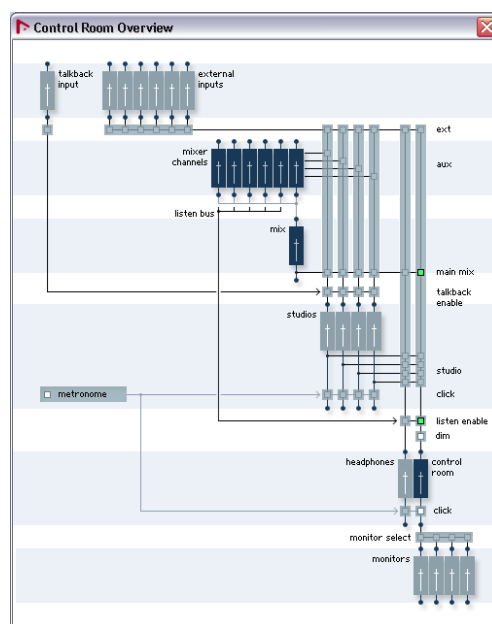 Control Room Overview
talkback
input
external
inputs
ext
mixer
channels
aux
listen bus
mix
main mix
talkback
enable
studios
studio
metronome
click
listen enable
dim
headphones
control
room
click
monitor select
monitors